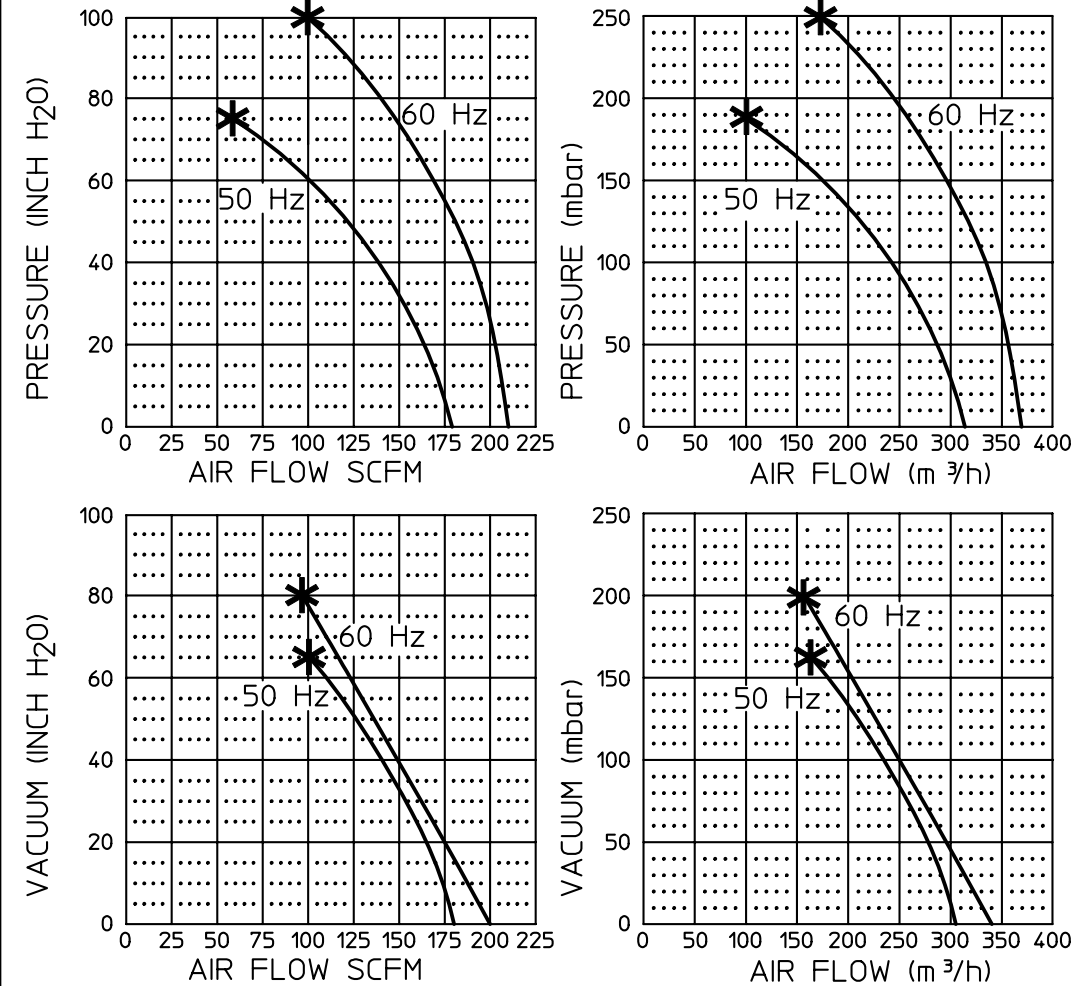 PRESSURE (INCH H2O)
100
80
60
40
20
0
60 Hz
50 Hz
0 25 50 75 100 125 150 175 200 225
AIR FLOW SCFM
PRESSURE (mbar)
250
200
150
100
50
0
60 Hz
50 Hz
0 50 100 150 200 250 300 350 400
AIR FLOW (m³/h)
VACUUM (INCH H2O)
100
80
60
40
20
0
60 Hz
50 Hz
0 25 50 75 100 125 150 175 200 225
AIR FLOW SCFM
VACUUM (mbar)
250
200
150
100
50
0
60 Hz
50 Hz
0 50 100 150 200 250 300 350 400
AIR FLOW (m³/h)